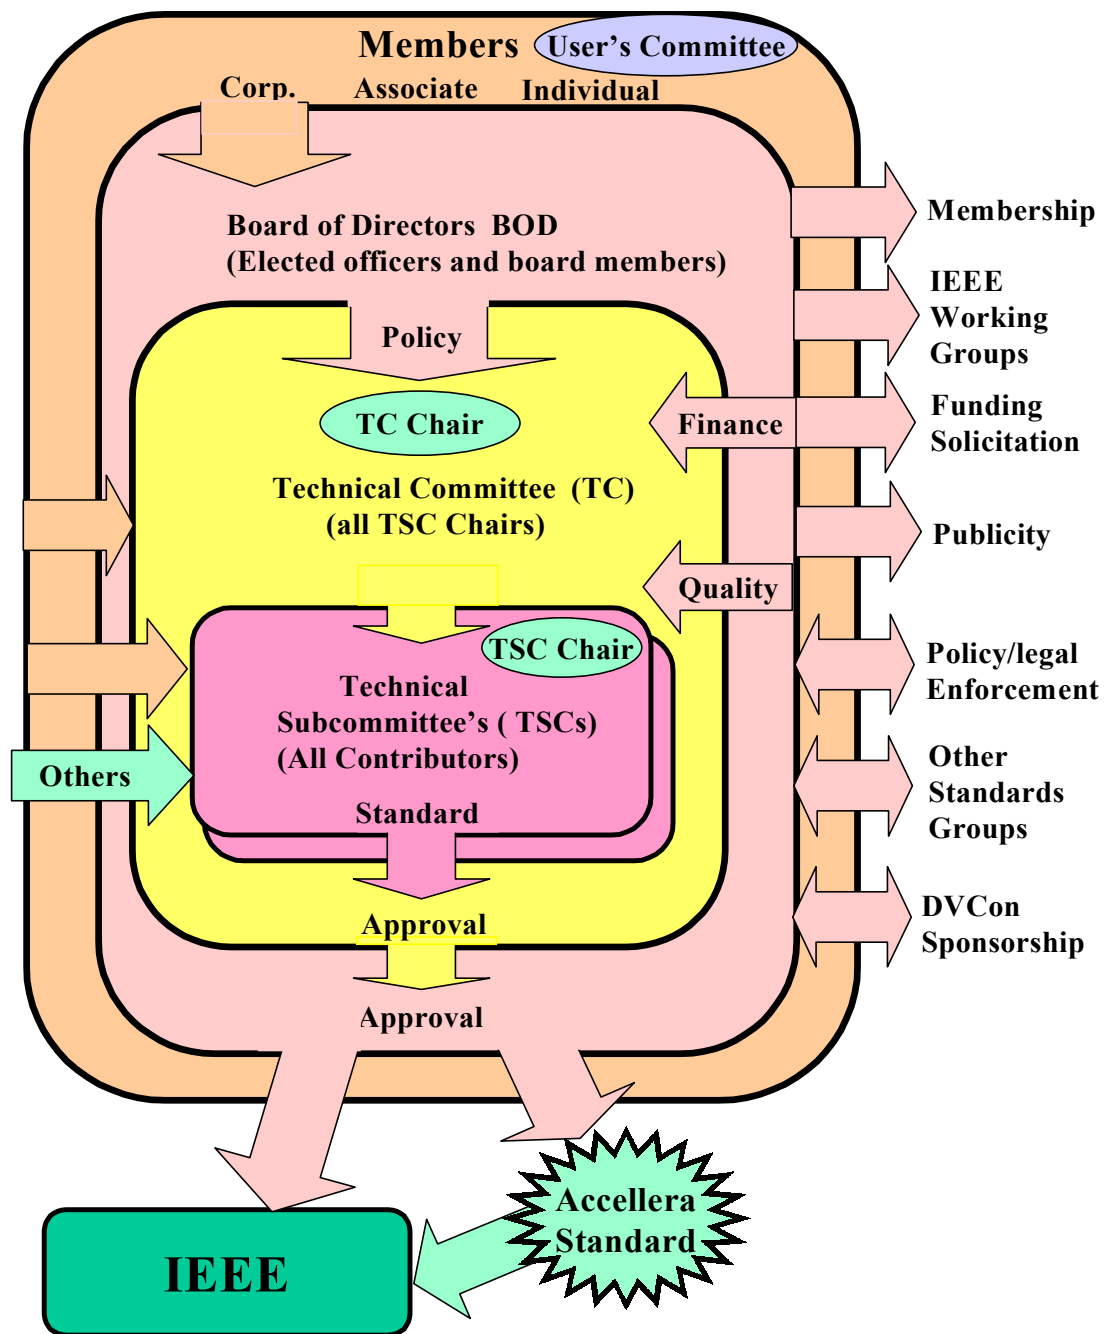 Members User's Committee
Corp. Associate Individual
Board of Directors BOD
(Elected officers and board members)
Policy
TC Chair
Technical Committee (TC)
(all TSC Chairs)
Finance
Quality
TSC Chair
Technical
Subcommittee's ( TSCs)
(All Contributors)
Others
Standard
Approval
Approval
Membership
IEEE
Working
Groups
Funding
Solicitation
Publicity
Policy/legal
Enforcement
Other
Standards
Groups
DVCon
Sponsorship
Accellera
Standard
IEEE